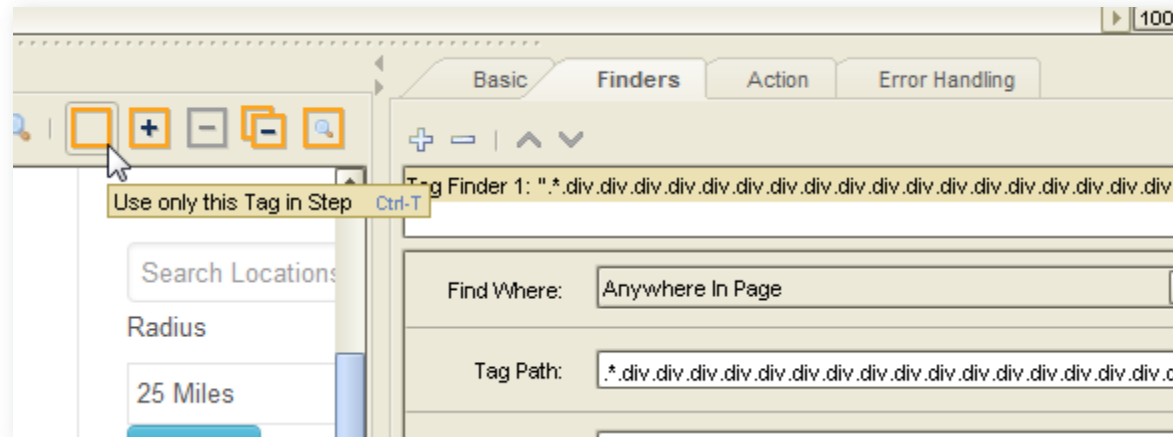 100
Basic
Finders
Action
Error Handling
Use only this Tag in Step Ctrl-T
Tag Finder 1: ".*.div.div.div.div.div.div.div.div.div.div.div.div.div.div.div.div.div.div
Search Locations
Radius
25 Miles
Find Where:
Anywhere In Page
Tag Path:
.*.div.div.div.div.div.div.div.div.div.div.div.div.div.div.div.div.